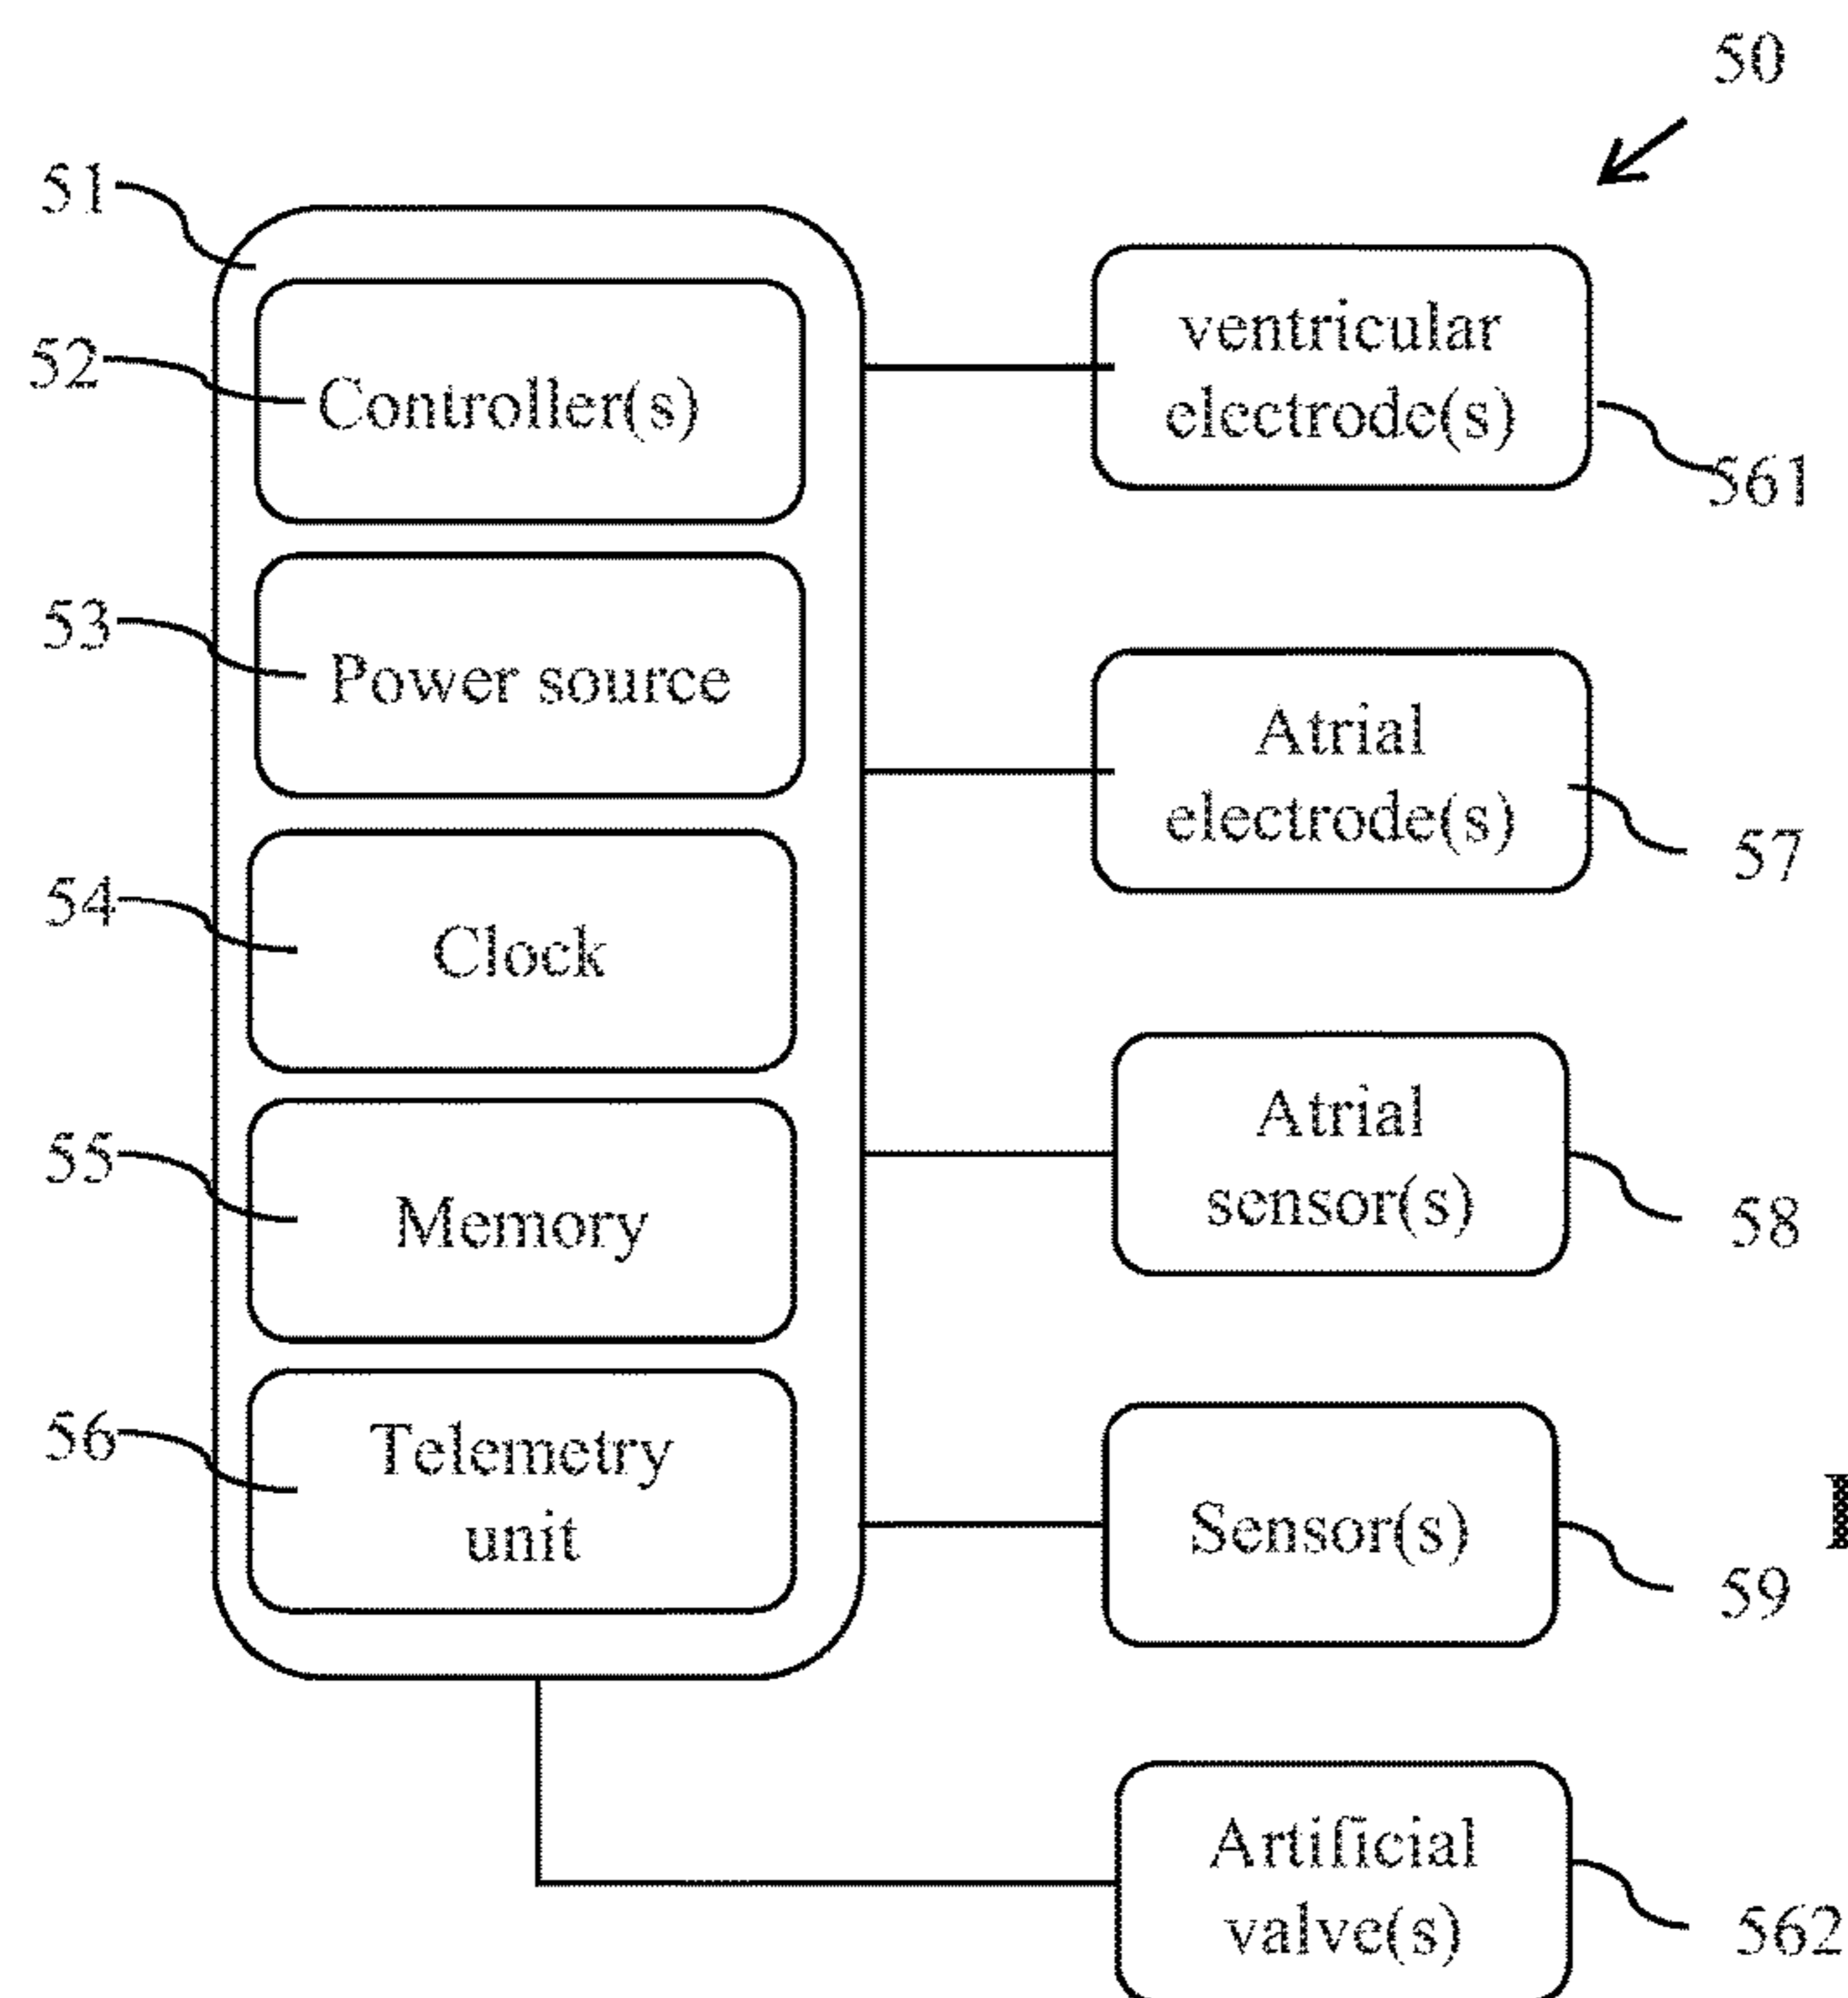 50
51
52
Controller(s)
53
Power source
54
Clock
55
Memory
56
Telemetry
unit
ventricular
electrode(s)
561
Atrial
electrode(s)
57
Atrial
sensor(s)
58
Sensor(s)
59
Artificial
valve(s)
562